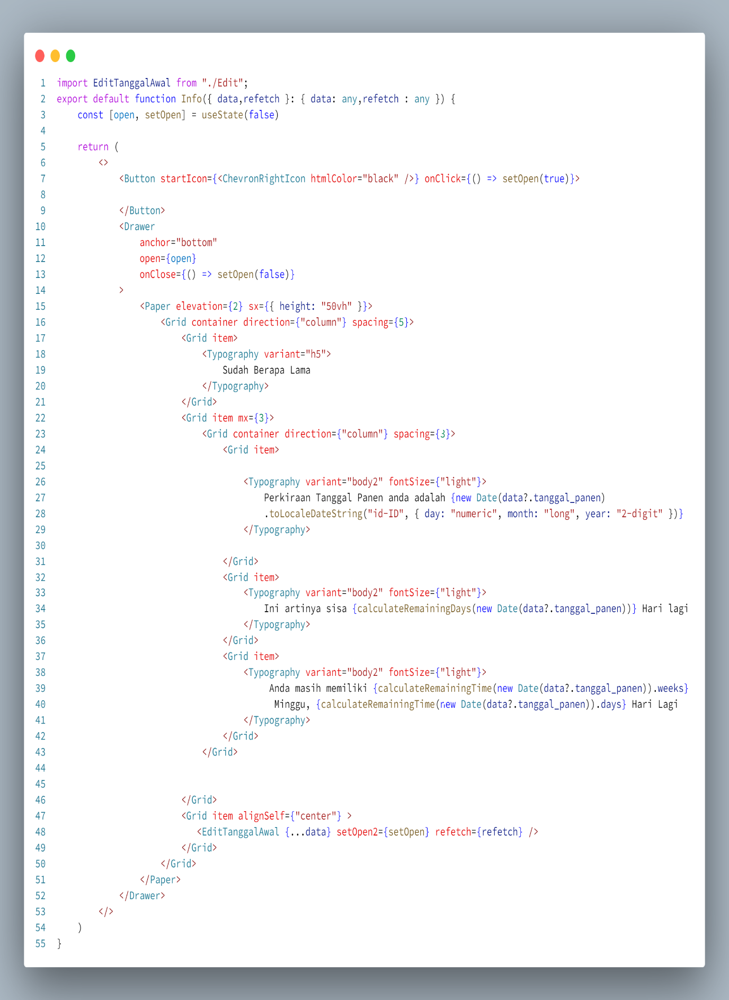 1 import EditTanggalAwal from "./Edit";
2 export default function Info({ data,refetch }: { data: any,refetch : any }) {
3     const [open, setOpen] = useState(false)
4
5     return (
6         <>
7             <Button startIcon={<ChevronRightIcon htmlColor="black" />} onClick={() => setOpen(true)}>
8
9             </Button>
10             <Drawer
11                 anchor="bottom"
12                 open={open}
13                 onClose={() => setOpen(false)}
14             >
15                 <Paper elevation={2} sx={{ height: "50vh" }}>
16                     <Grid container direction={"column"} spacing={5}>
17                         <Grid item>
18                             <Typography variant="h5">
19                                 Sudah Berapa Lama
20                             </Typography>
21                         </Grid>
22                         <Grid item mx={3}>
23                             <Grid container direction={"column"} spacing={3}>
24                                 <Grid item>
25
26                                     <Typography variant="body2" fontSize={"light"}>
27                                         Perkiraan Tanggal Panen anda adalah {new Date(data?.tanggal_panen)
28                                         .toLocaleDateString("id-ID", { day: "numeric", month: "long", year: "2-digit" })}
29                                     </Typography>
30
31                                 </Grid>
32                                 <Grid item>
33                                     <Typography variant="body2" fontSize={"light"}>
34                                         Ini artinya sisa {calculateRemainingDays(new Date(data?.tanggal_panen))} Hari lagi
35                                     </Typography>
36                                 </Grid>
37                                 <Grid item>
38                                     <Typography variant="body2" fontSize={"light"}>
39                                          Anda masih memiliki {calculateRemainingTime(new Date(data?.tanggal_panen)).weeks}
40                                           Minggu, {calculateRemainingTime(new Date(data?.tanggal_panen)).days} Hari Lagi
41                                     </Typography>
42                                 </Grid>
43                             </Grid>
44
45
46                         </Grid>
47                         <Grid item alignSelf={"center"} >
48                            <EditTanggalAwal {...data} setOpen2={setOpen} refetch={refetch} />
49                         </Grid>
50                     </Grid>
51                 </Paper>
52             </Drawer>
53         </>
54     )
55 }